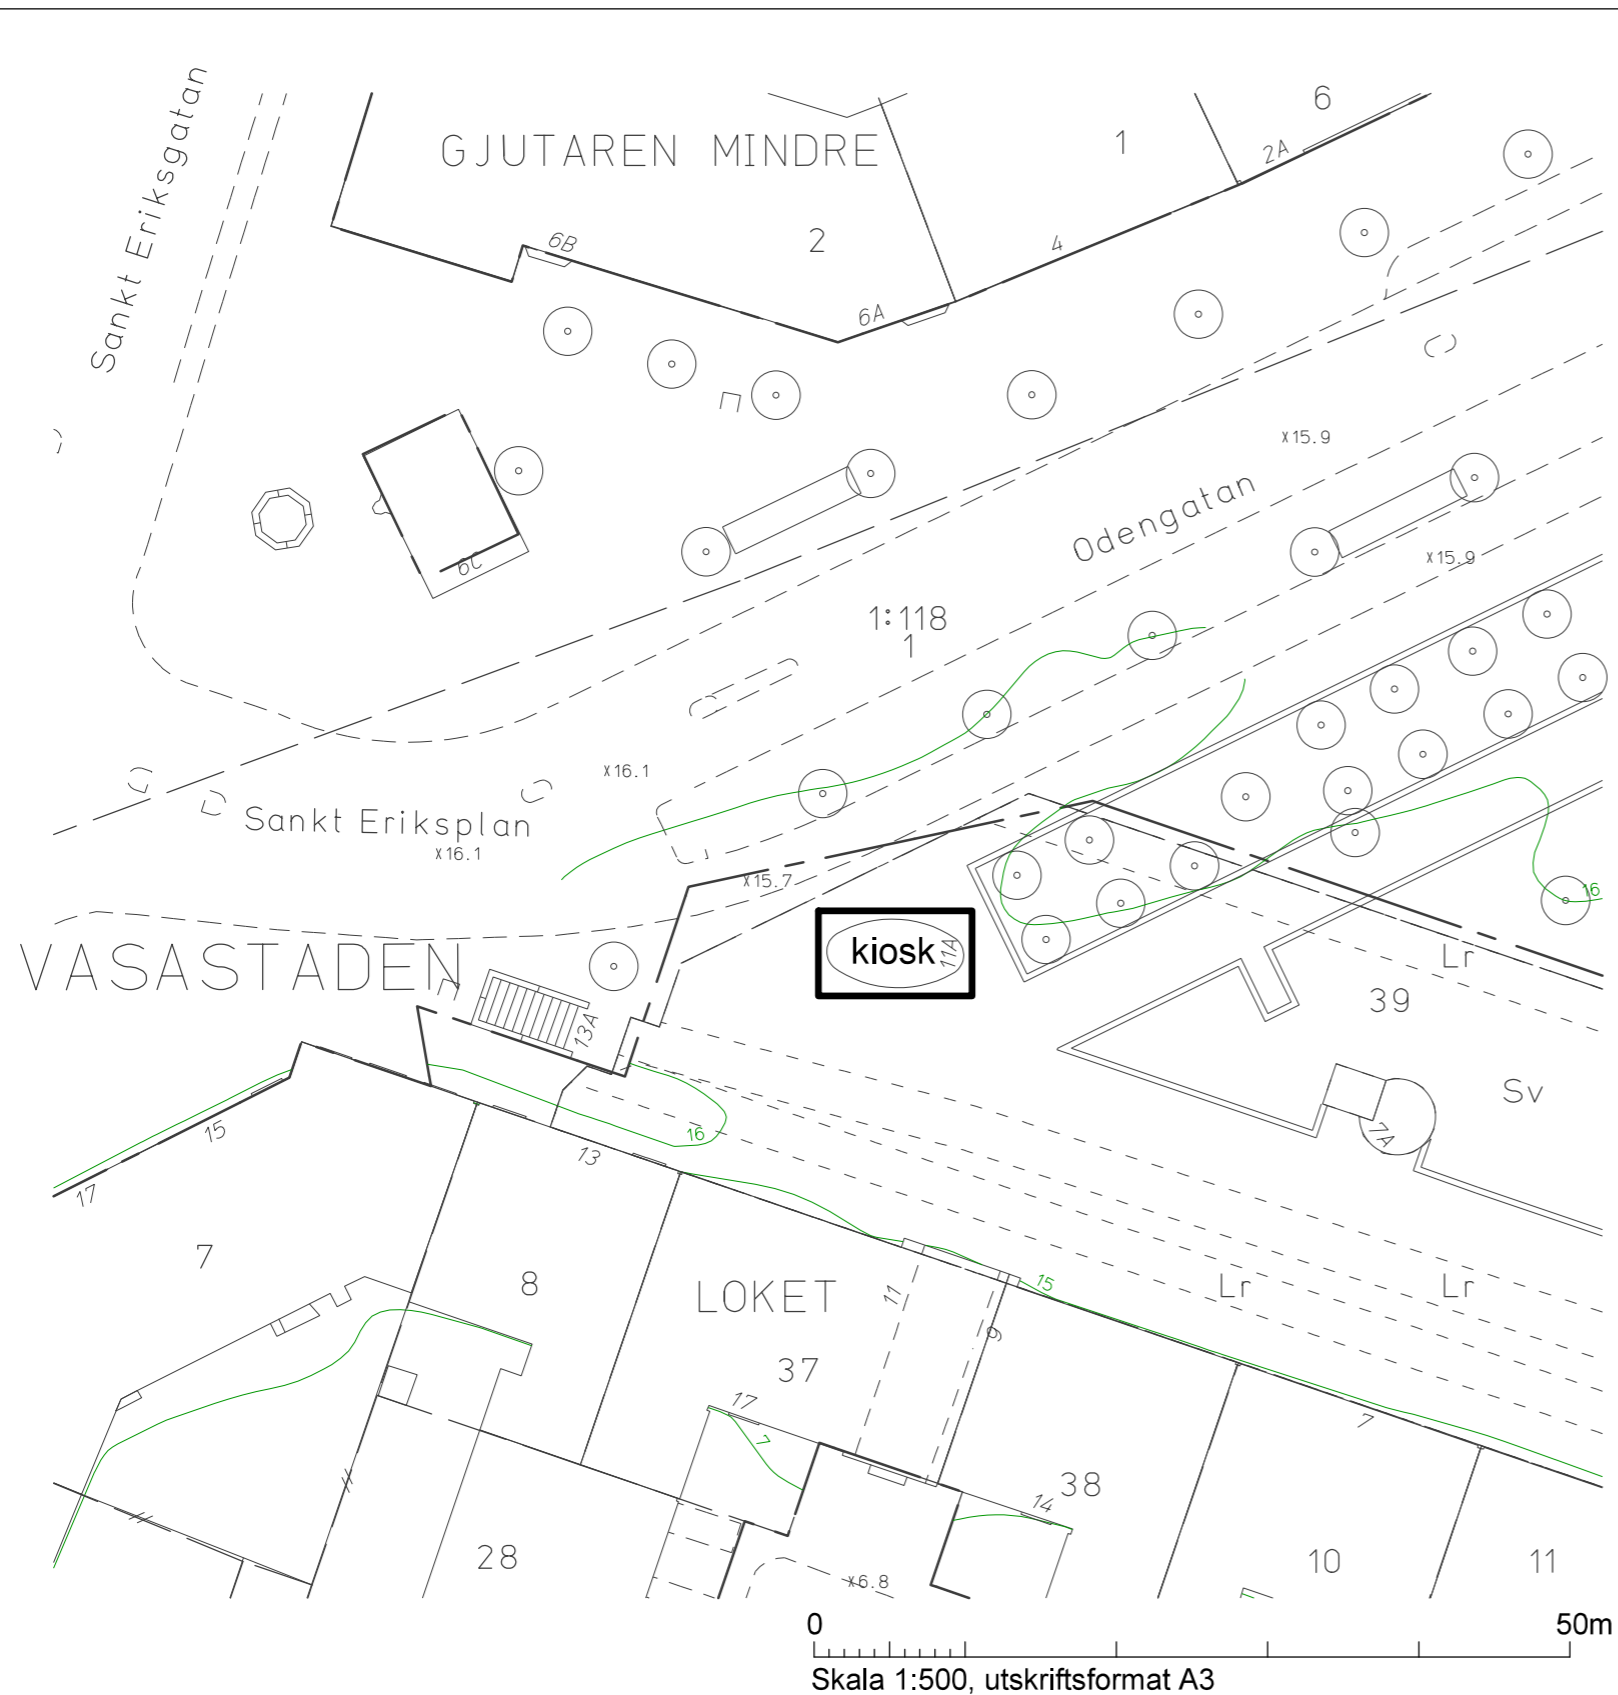 Sankt Eriksgatan
GJUTAREN MINDRE
6
1
2A
2
6B
4
6A
x15.9
Odengatan
6C
x15.9
1:118
1
x16.1
Sankt Eriksplan
x16.1
x15.7
16
VASASTADEN
kiosk
11A
Lr
39
13A
Sv
16
7A
15
13
17
7
8
LOKET
11
15
Lr
Lr
9
37
17
7
7
38
14
28
10
11
x6.8
0
50m
Skala 1:500, utskriftsformat A3